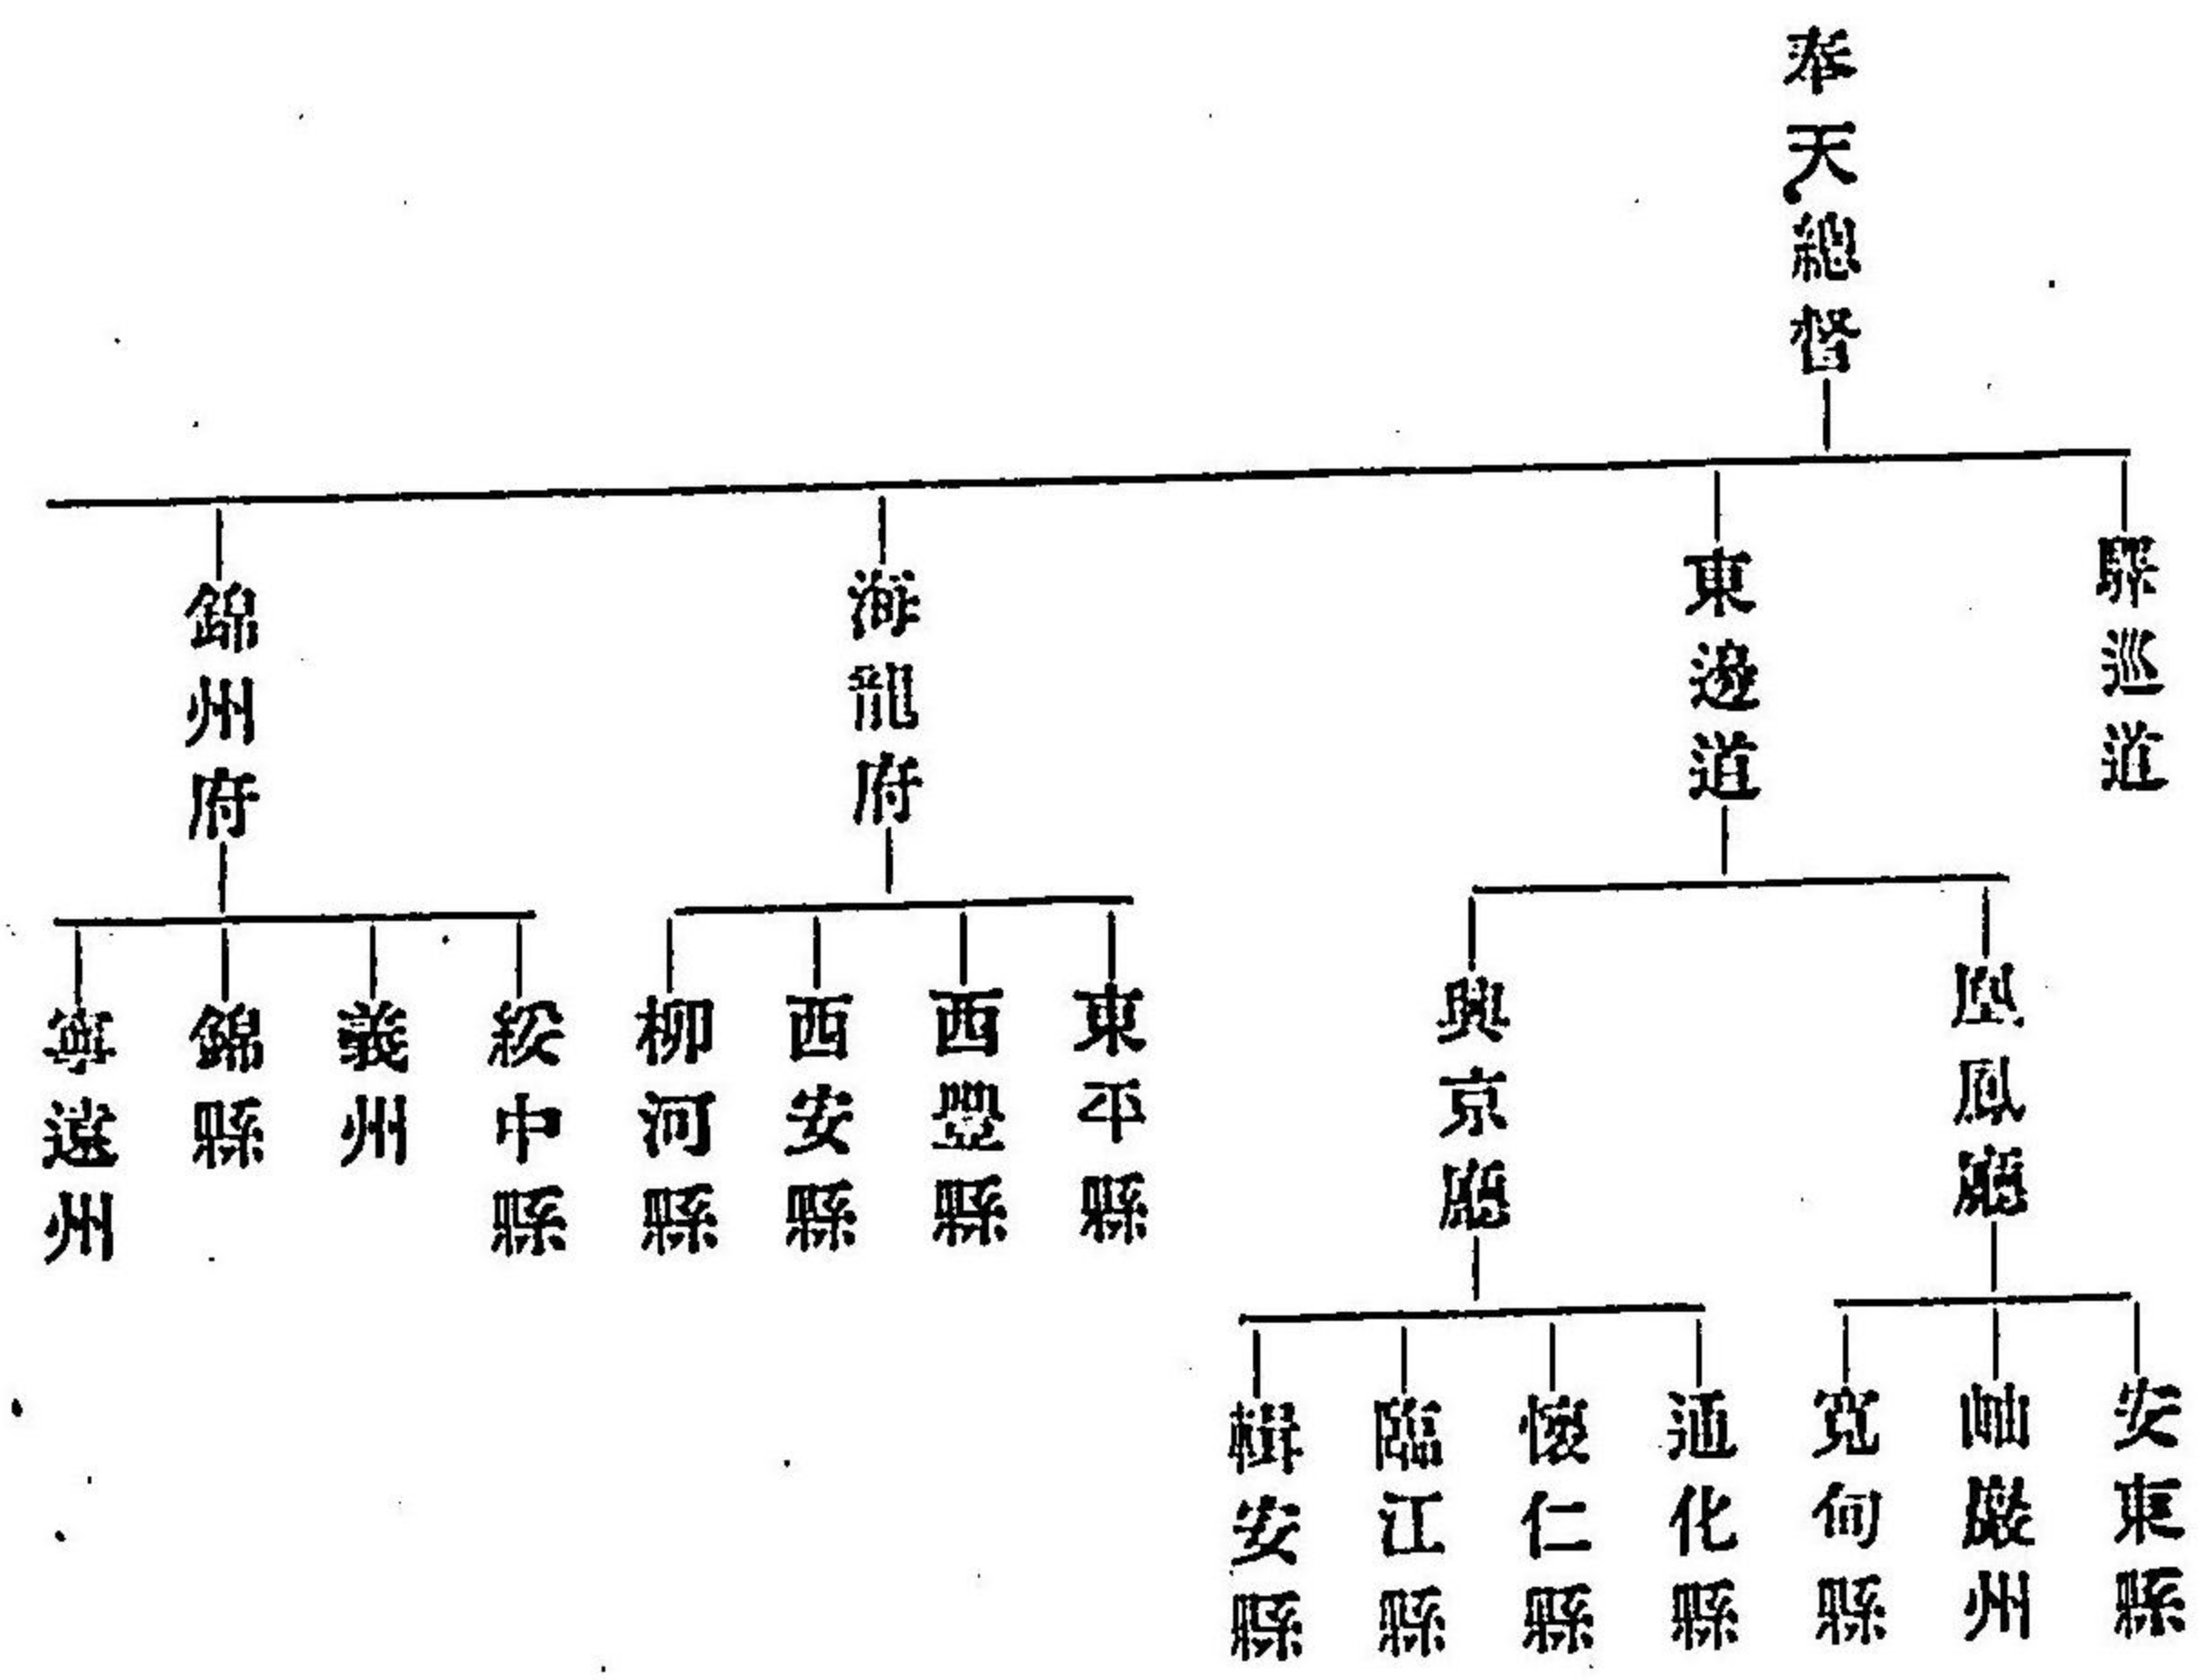 奉天總督
驛巡道
東邊道
凰鳳廳
安東縣
岫巖州
寬甸縣
興京廳
通化縣
懷仁縣
臨江縣
輯安縣
海龍府
東平縣
西豐縣
西安縣
柳河縣
錦州府
綏中縣
義州
錦縣
寧遠州